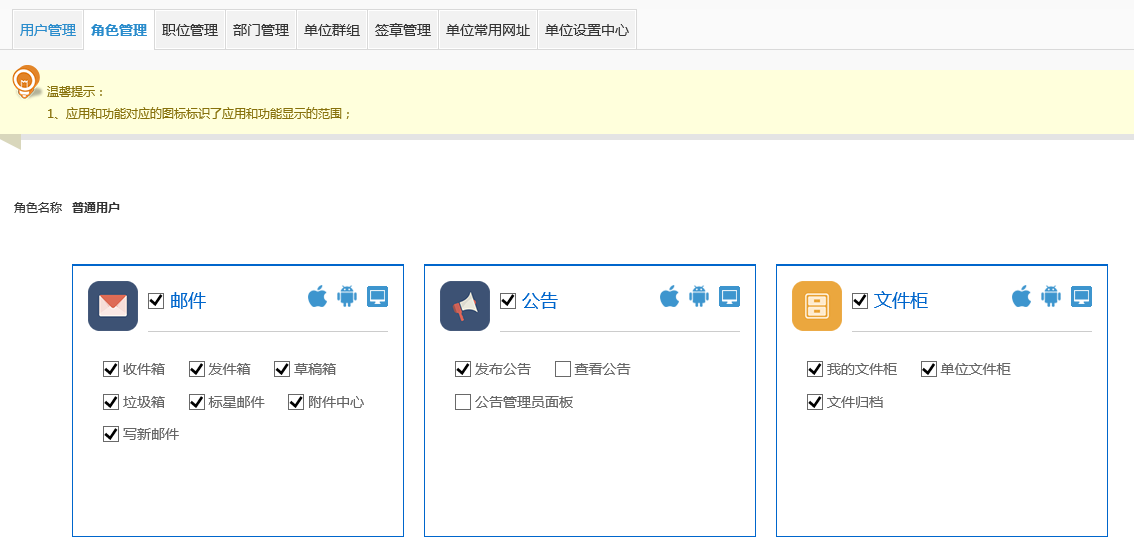 用户管理 角色管理 职位管理 部门管理 单位群组 签章管理 单位常用网址 单位设置中心
温馨提示：
1、应用和功能对应的图标标识了应用和功能显示的范围；
角色名称 普通用户
邮件
收件箱 发件箱 草稿箱
垃圾箱 标星邮件 附件中心
写新邮件
公告
发布公告 查看公告
公告管理员面板
文件柜
我的文件柜 单位文件柜
文件归档